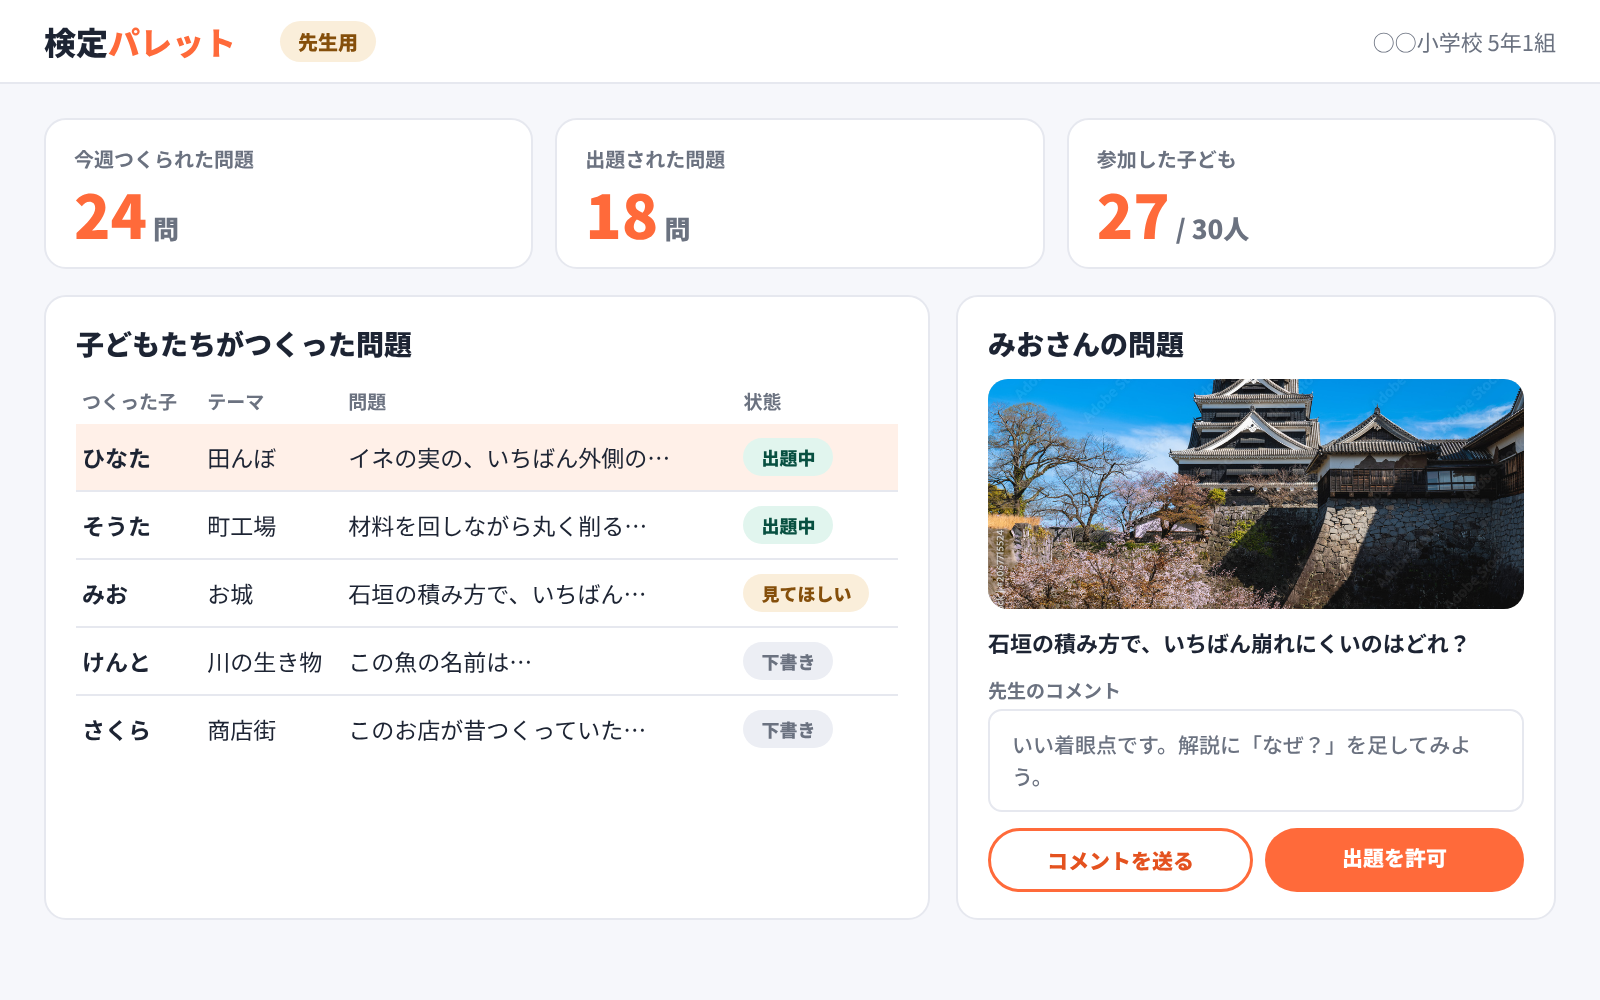 検定パレット 先生用 〇〇小学校 5年1組
今週つくられた問題
24 問
出題された問題
18 問
参加した子ども
27 / 30人
子どもたちがつくった問題
つくった子 テーマ 問題 状態
ひなた 田んぼ イネの実の、いちばん外側の… 出題中
そうた 町工場 材料を回しながら丸く削る… 出題中
みお お城 石垣の積み方で、いちばん… 見てほしい
けんと 川の生き物 この魚の名前は… 下書き
さくら 商店街 このお店が昔つくっていた… 下書き
みおさんの問題
石垣の積み方で、いちばん崩れにくいのはどれ？
先生のコメント
いい着眼点です。解説に「なぜ？」を足してみよ
う。
コメントを送る 出題を許可